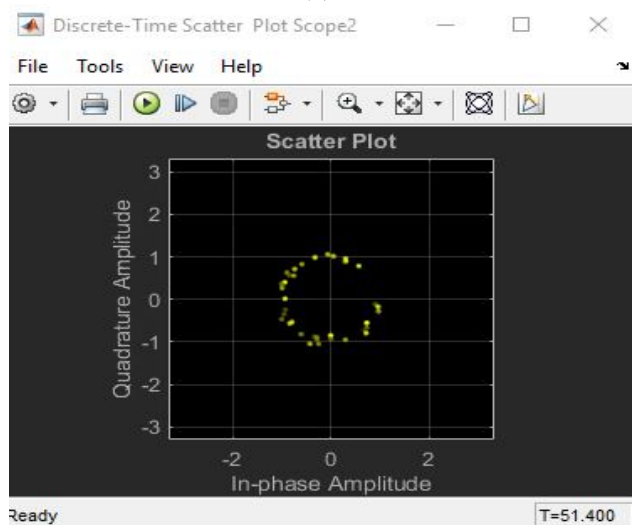 Discrete-Time Scatter Plot Scope2
File Tools View Help
Scatter Plot
Quadrature Amplitude
3
2
1
0
-1
-2
-3
-2 0 2
In-phase Amplitude
Ready T=51.400